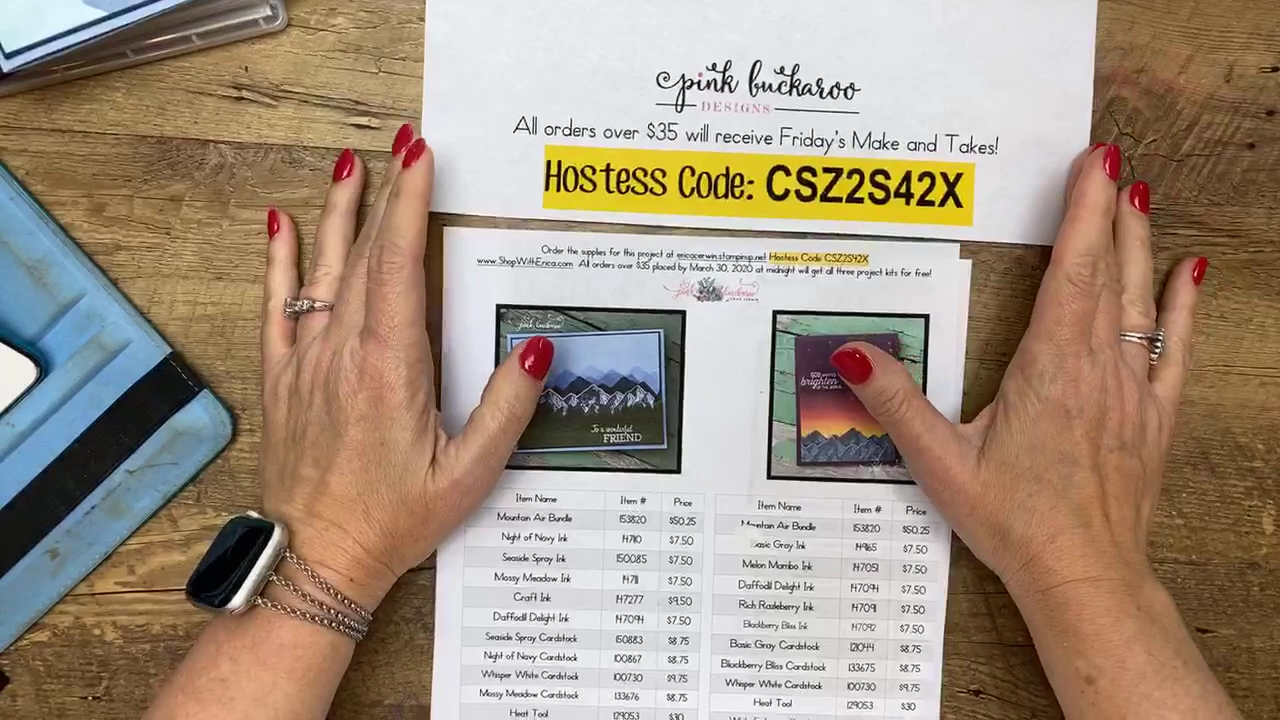 pink buckaroo
DESIGNS
All orders over $35 will receive Friday's Make and Takes!
Hostess Code: CSZ2S42X
Order the supplies for this project at ericacerwin.stampinup.net Hostess Code CSZ2S42X
www.ShopWithErica.com All orders over $35 placed by March 30, 2020 at midnight will get all three project kits for free!
pink buckaroo
pink buckaroo
To a wonderful
FRIEND
GOD
brighten
OF THE WORLD
Item Name Item # Price
Mountain Air Bundle 153820 $50.25
Night of Navy Ink 147110 $7.50
Seaside Spray Ink 150085 $7.50
Mossy Meadow Ink 147111 $7.50
Craft Ink 147277 $9.50
Daffodil Delight Ink 147094 $7.50
Seaside Spray Cardstock 150883 $8.75
Night of Navy Cardstock 100867 $8.75
Whisper White Cardstock 100730 $9.75
Mossy Meadow Cardstock 133676 $8.75
Heat Tool 129053 $30
Item Name Item # Price
Mountain Air Bundle 153820 $50.25
Basic Gray Ink 149165 $7.50
Melon Mambo Ink 147051 $7.50
Daffodil Delight Ink 147094 $7.50
Rich Razzleberry Ink 147091 $7.50
Blackberry Bliss Ink 147092 $7.50
Basic Gray Cardstock 121044 $8.75
Blackberry Bliss Cardstock 133675 $8.75
Whisper White Cardstock 100730 $9.75
Heat Tool 129053 $30